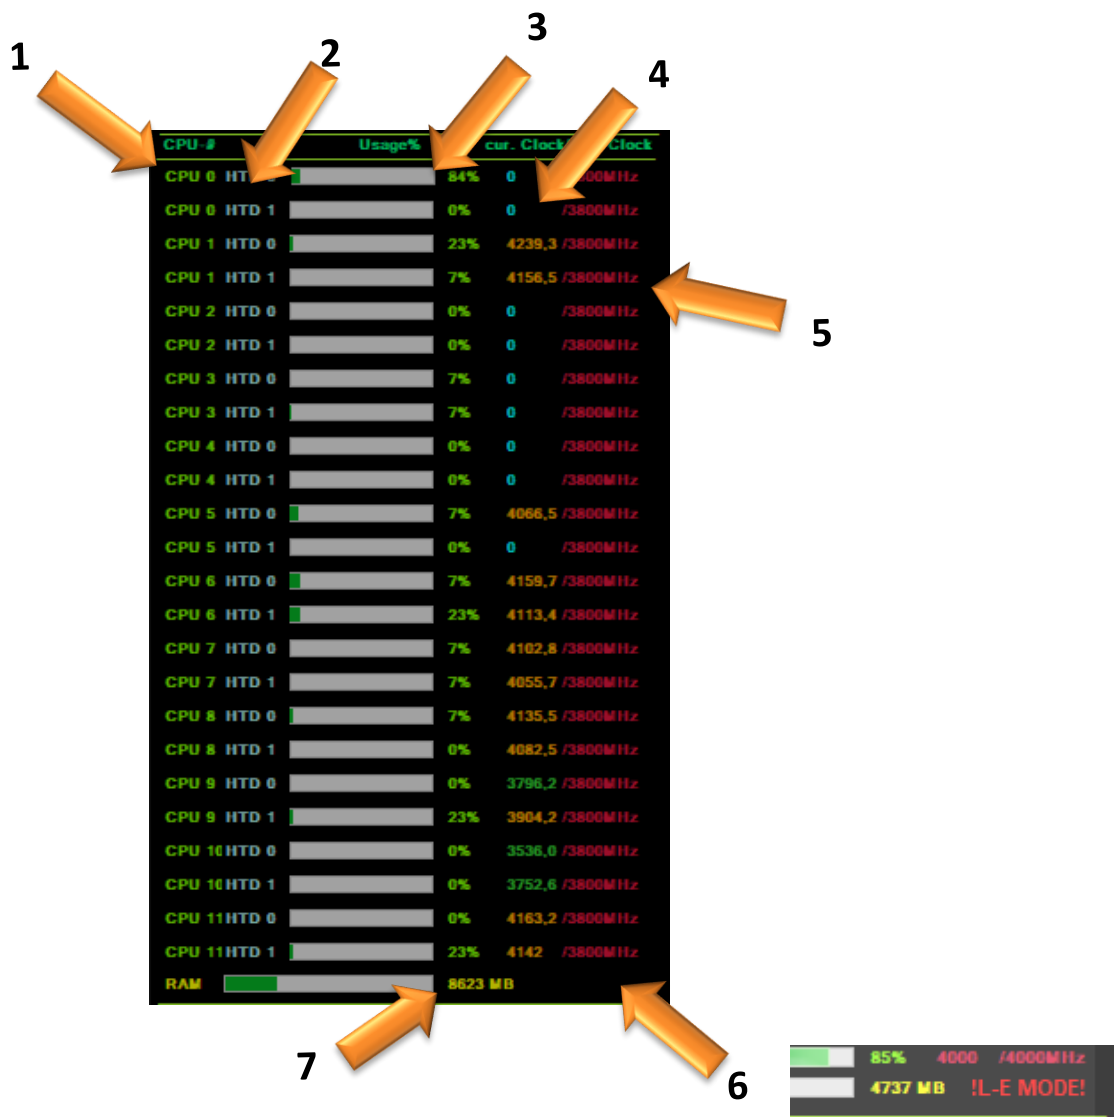 1
2
3
4
CPU-# Usage% cur. Clock Clock
CPU 0 84% 0
CPU 0 HTD 1 0% 0 /3800MHz
CPU 1 HTD 0 23% 4239,3 /3800MHz
CPU 1 HTD 1 7% 4156,5 /3800MHz
CPU 2 HTD 0 0% 0 /3800MHz
5
CPU 2 HTD 1 0% 0 /3800MHz
CPU 3 HTD 0 7% 0 /3800MHz
CPU 3 HTD 1 7% 0 /3800MHz
CPU 4 HTD 0 0% 0 /3800MHz
CPU 4 HTD 1 0% 0 /3800MHz
CPU 5 HTD 0 7% 4066,5 /3800MHz
CPU 5 HTD 1 0% 0 /3800MHz
CPU 6 HTD 0 7% 4159,7 /3800MHz
CPU 6 HTD 1 23% 4113,4 /3800MHz
CPU 7 HTD 0 7% 4102,8 /3800MHz
CPU 7 HTD 1 7% 4055,7 /3800MHz
CPU 8 HTD 0 7% 4135,5 /3800MHz
CPU 8 HTD 1 0% 4082,5 /3800MHz
CPU 9 HTD 0 0% 3796,2 /3800MHz
CPU 9 HTD 1 23% 3904,2 /3800MHz
CPU 10 HTD 0 0% 3536,0 /3800MHz
CPU 10 HTD 1 0% 3752,6 /3800MHz
CPU 11 HTD 0 0% 4163,2 /3800MHz
CPU 11 HTD 1 23% 4142 /3800MHz
RAM 8623 MB
7
6
85% 4000 /4000MHz
4737 MB !L-E MODE!